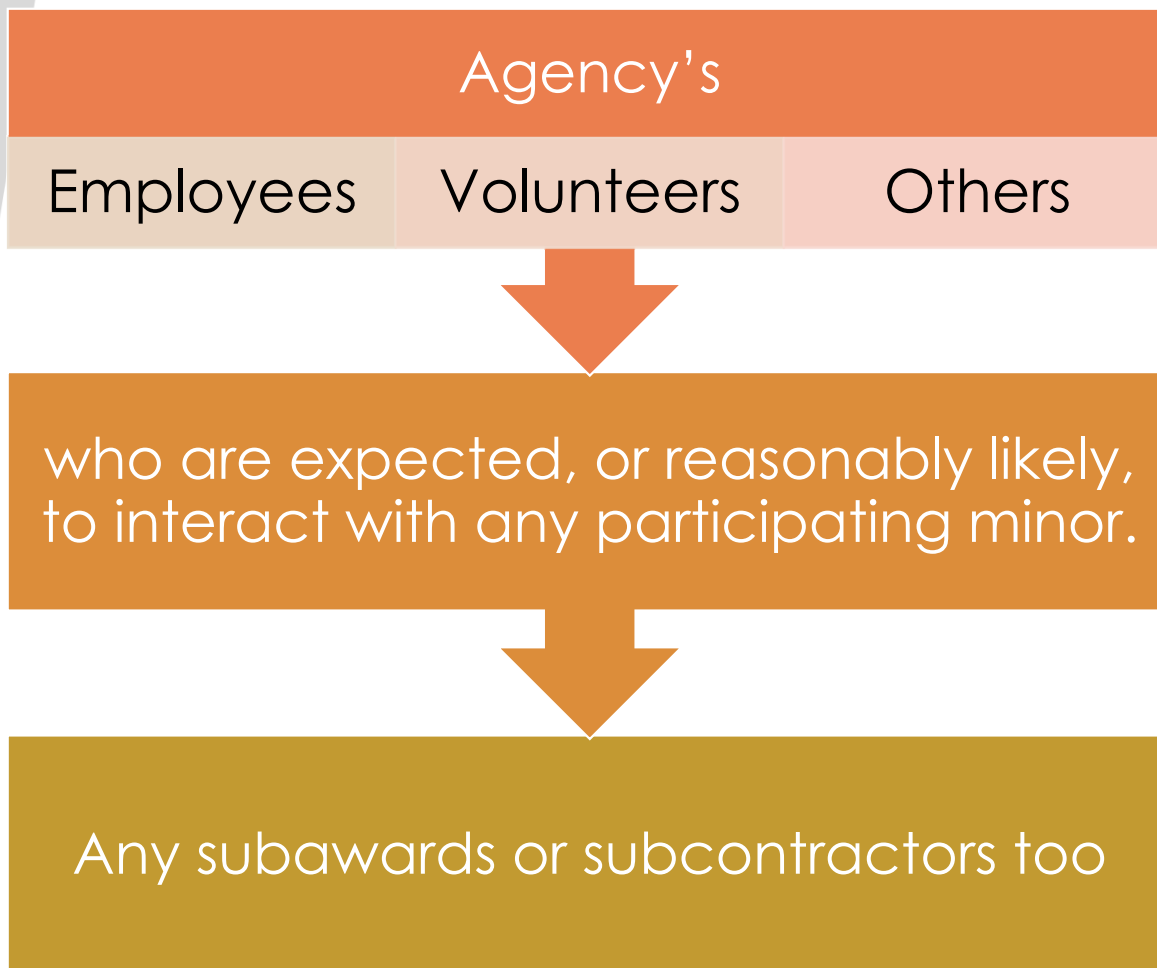 Agency’s
Employees
Volunteers
Others
who are expected, or reasonably likely,
to interact with any participating minor.
Any subawards or subcontractors too